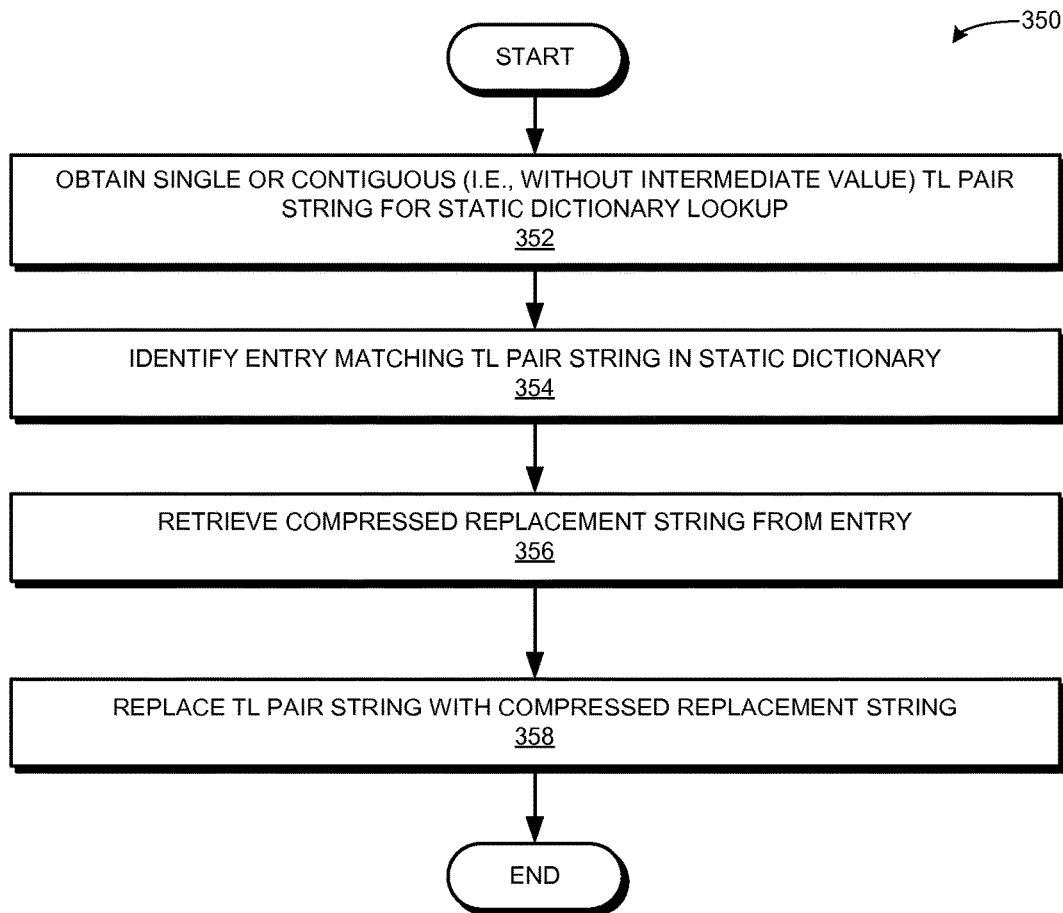 350
START
OBTAIN SINGLE OR CONTIGUOUS (I.E., WITHOUT INTERMEDIATE VALUE) TL PAIR
STRING FOR STATIC DICTIONARY LOOKUP
352
IDENTIFY ENTRY MATCHING TL PAIR STRING IN STATIC DICTIONARY
354
RETRIEVE COMPRESSED REPLACEMENT STRING FROM ENTRY
356
REPLACE TL PAIR STRING WITH COMPRESSED REPLACEMENT STRING
358
END